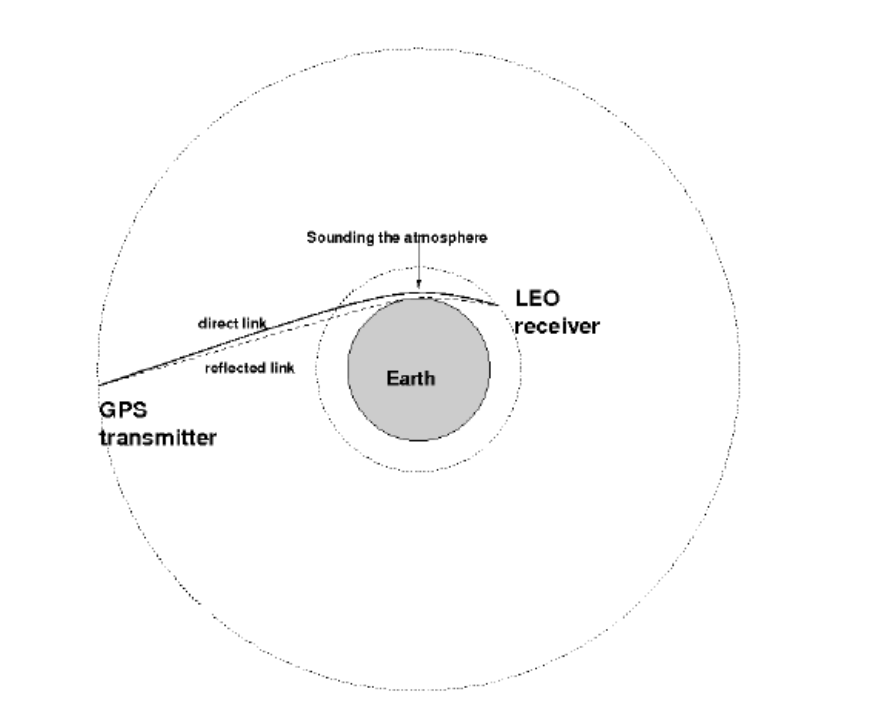 Sounding the atmosphere
LEO
receiver
direct link
reflected link
Earth
GPS
transmitter